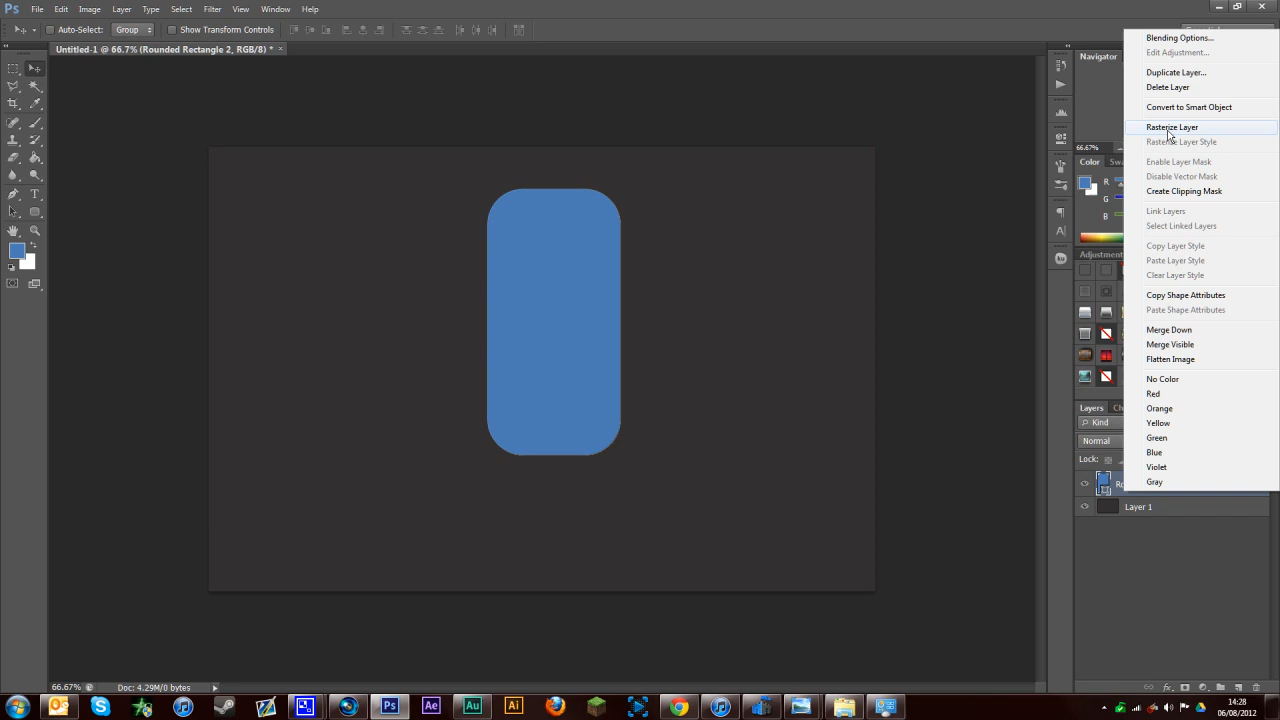 Ps File Edit Image Layer Type Select Filter View Window Help
Auto-Select: Group Show Transform Controls
Untitled-1 @ 66.7% (Rounded Rectangle 2, RGB/8) * ×
Navigator
66.67%
Color
R
G
B
Adjustment
Layers
Kind
Normal
Lock:
Layer 1
Blending Options...
Edit Adjustment...
Duplicate Layer...
Delete Layer
Convert to Smart Object
Rasterize Layer
Rasterize Layer Style
Enable Layer Mask
Disable Vector Mask
Create Clipping Mask
Link Layers
Select Linked Layers
Copy Layer Style
Paste Layer Style
Clear Layer Style
Copy Shape Attributes
Paste Shape Attributes
Merge Down
Merge Visible
Flatten Image
No Color
Red
Orange
Yellow
Green
Blue
Violet
Gray
66.67% Doc: 4.29M/0 bytes
Ps Ae Au Ai
14:28
06/08/2012